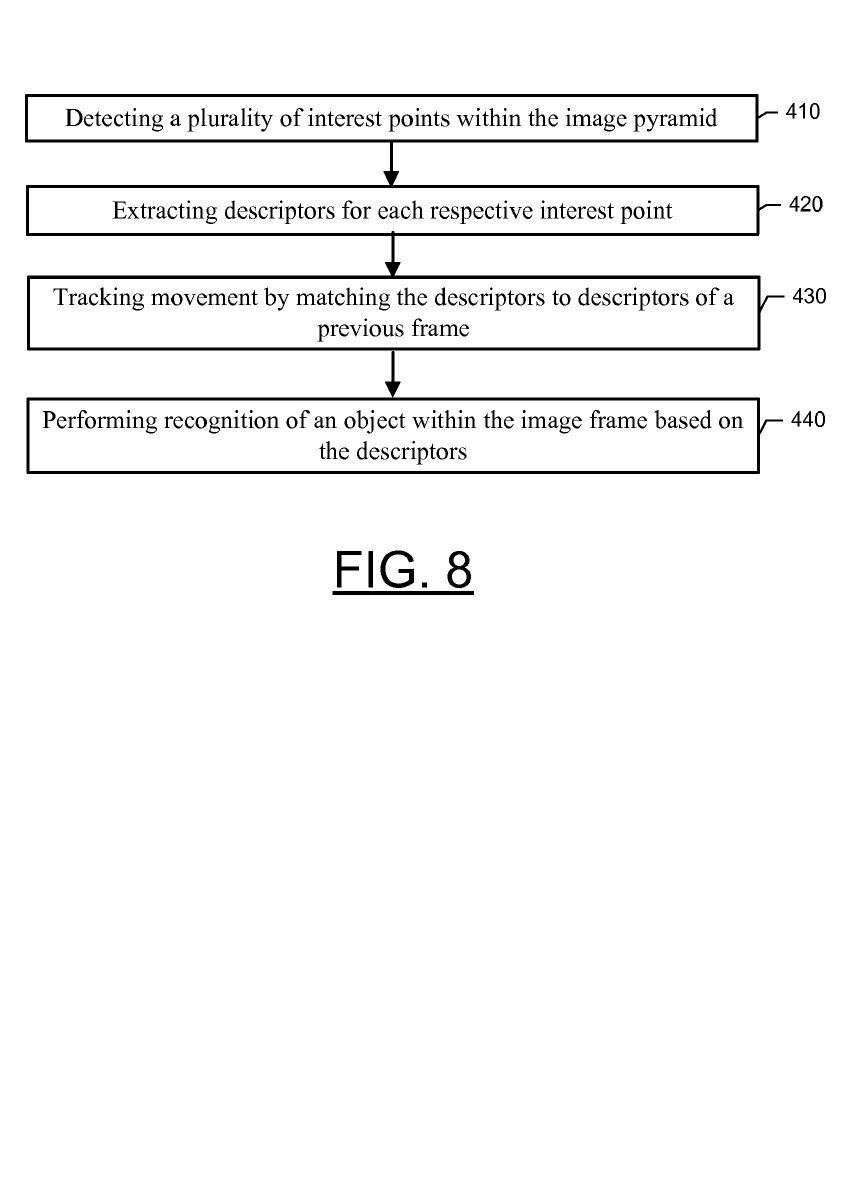 Detecting a plurality of interest points within the image pyramid
410
Extracting descriptors for each respective interest point
420
Tracking movement by matching the descriptors to descriptors of a
previous frame
430
Performing recognition of an object within the image frame based on
the descriptors
440
FIG. 8